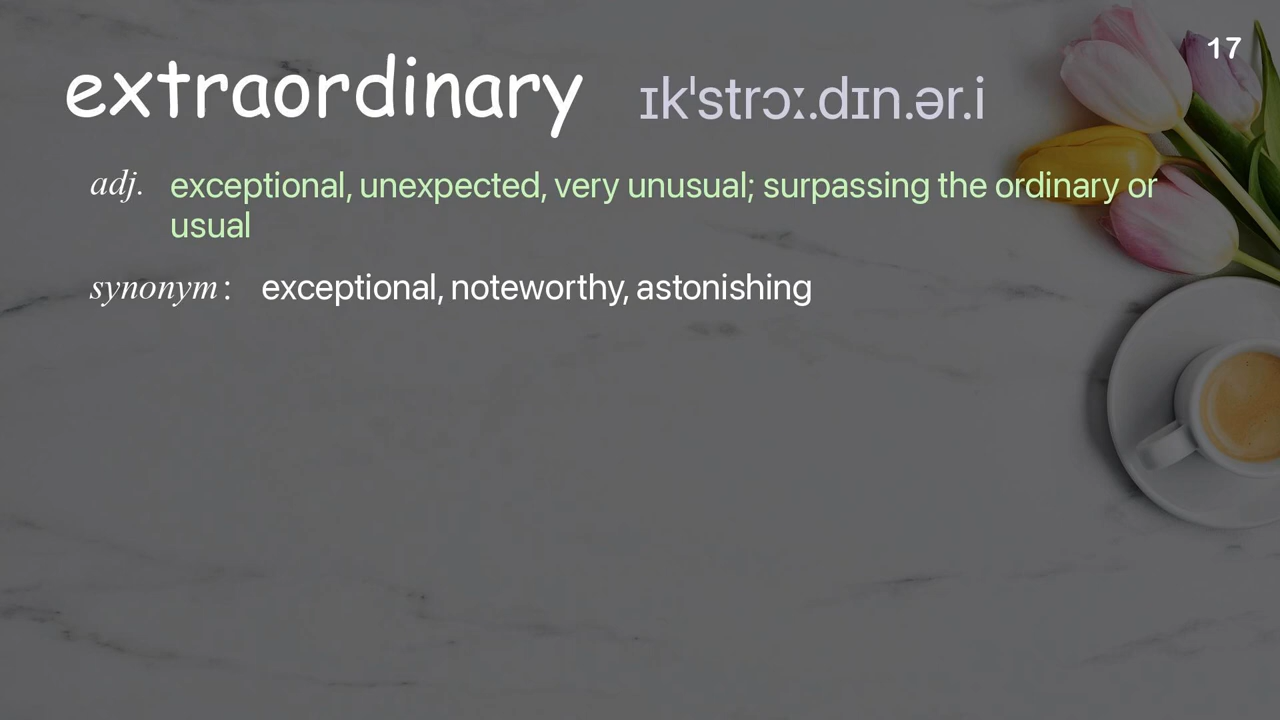 17
extraordinary ɪkˈstrɔː.dɪn.ər.i
adj. exceptional, unexpected, very unusual; surpassing the ordinary or
usual
synonym: exceptional, noteworthy, astonishing